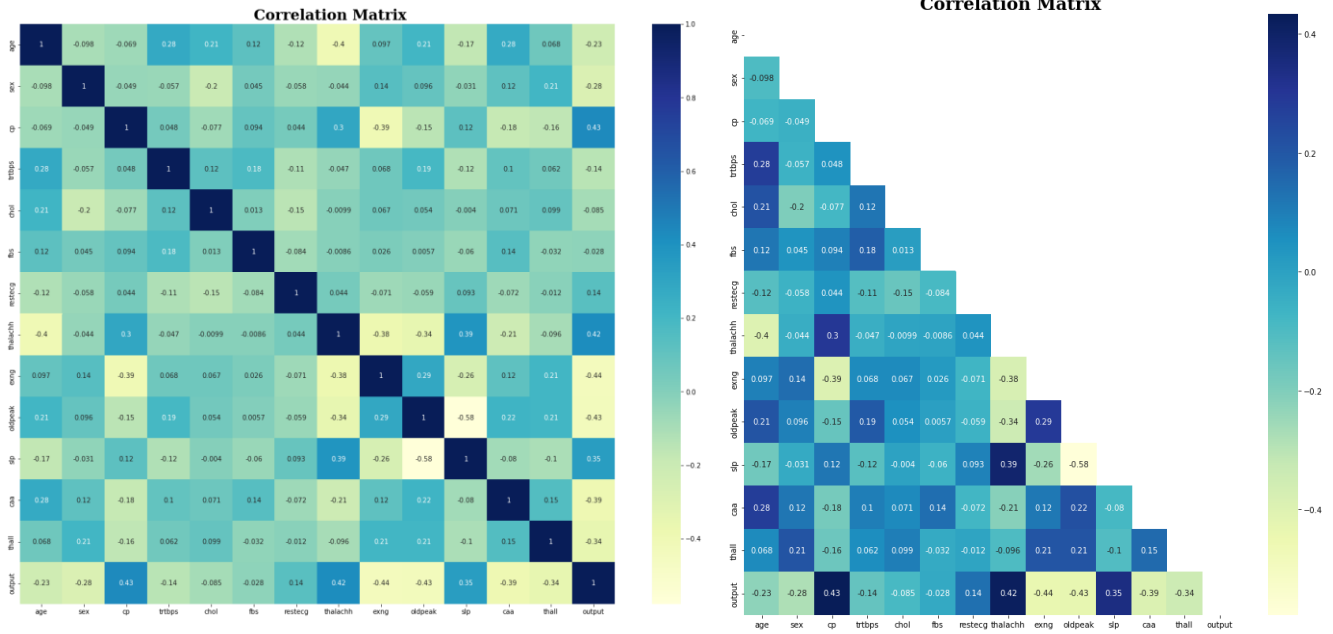 Correlation Matrix
1.0
age 1 -0.098 -0.069 0.28 0.21 0.12 -0.12 -0.4 0.097 0.21 -0.17 0.28 0.068 -0.23
sex -0.098 1 -0.049 -0.057 -0.2 0.045 -0.058 -0.044 0.14 0.096 -0.031 0.12 0.21 -0.28
0.8
cp -0.069 -0.049 1 0.048 -0.077 0.094 0.044 0.3 -0.39 -0.15 0.12 -0.18 -0.16 0.43
trtbps 0.28 -0.057 0.048 1 0.12 0.18 -0.11 -0.047 0.068 0.19 -0.12 0.1 0.062 -0.14
0.6
chol 0.21 -0.2 -0.077 0.12 1 0.013 -0.15 -0.0099 0.067 0.054 -0.004 0.071 0.099 -0.085
fbs 0.12 0.045 0.094 0.18 0.013 1 -0.084 -0.0086 0.026 0.0057 -0.06 0.14 -0.032 -0.028
0.4
restecg -0.12 -0.058 0.044 -0.11 -0.15 -0.084 1 0.044 -0.071 -0.059 0.093 -0.072 -0.012 0.14
0.2
thalachh -0.4 -0.044 0.3 -0.047 -0.0099 -0.0086 0.044 1 -0.38 -0.34 0.39 -0.21 -0.096 0.42
exng 0.097 0.14 -0.39 0.068 0.067 0.026 -0.071 -0.38 1 0.29 -0.26 0.12 0.21 -0.44
0.0
oldpeak 0.21 0.096 -0.15 0.19 0.054 0.0057 -0.059 -0.34 0.29 1 -0.58 0.22 0.21 -0.43
slp -0.17 -0.031 0.12 -0.12 -0.004 -0.06 0.093 0.39 -0.26 -0.58 1 -0.08 -0.1 0.35
-0.2
caa 0.28 0.12 -0.18 0.1 0.071 0.14 -0.072 -0.21 0.12 0.22 -0.08 1 0.15 -0.39
-0.4
thall 0.068 0.21 -0.16 0.062 0.099 -0.032 -0.012 -0.096 0.21 0.21 -0.1 0.15 1 -0.34
output -0.23 -0.28 0.43 -0.14 -0.085 -0.028 0.14 0.42 -0.44 -0.43 0.35 -0.39 -0.34 1
age sex cp trtbps chol fbs restecg thalachh exng oldpeak slp caa thall output
Correlation Matrix
0.4
age
sex -0.098
cp -0.069 -0.049
0.2
trtbps 0.28 -0.057 0.048
chol 0.21 -0.2 -0.077 0.12
fbs 0.12 0.045 0.094 0.18 0.013
0.0
restecg -0.12 -0.058 0.044 -0.11 -0.15 -0.084
thalachh -0.4 -0.044 0.3 -0.047 -0.0099 -0.0086 0.044
exng 0.097 0.14 -0.39 0.068 0.067 0.026 -0.071 -0.38
-0.2
oldpeak 0.21 0.096 -0.15 0.19 0.054 0.0057 -0.059 -0.34 0.29
slp -0.17 -0.031 0.12 -0.12 -0.004 -0.06 0.093 0.39 -0.26 -0.58
caa 0.28 0.12 -0.18 0.1 0.071 0.14 -0.072 -0.21 0.12 0.22 -0.08
-0.4
thall 0.068 0.21 -0.16 0.062 0.099 -0.032 -0.012 -0.096 0.21 0.21 -0.1 0.15
output -0.23 -0.28 0.43 -0.14 -0.085 -0.028 0.14 0.42 -0.44 -0.43 0.35 -0.39 -0.34
age sex cp trtbps chol fbs restecg thalachh exng oldpeak slp caa thall output